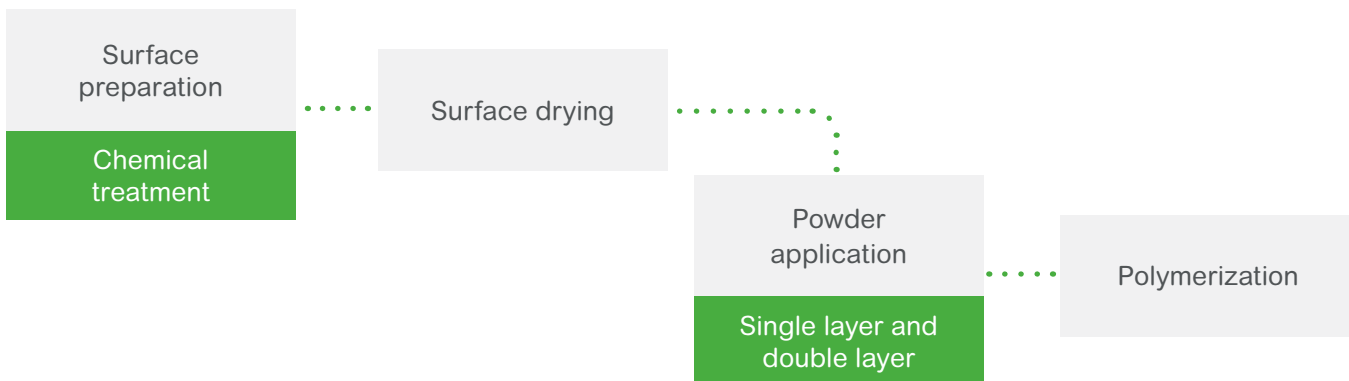 Surface
preparation
Chemical
treatment
Surface drying
Powder
application
Single layer and
double layer
Polymerization